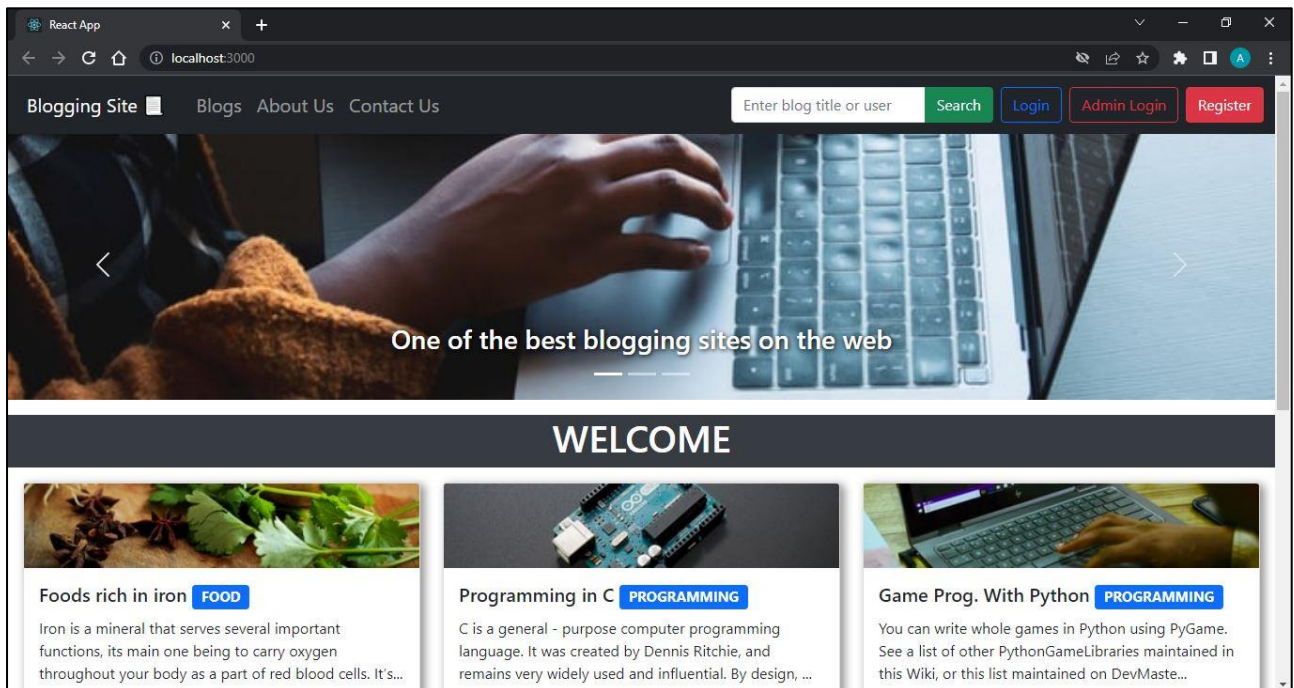 React App
localhost:3000
A
Blogging Site Blogs About Us Contact Us Enter blog title or user Search Login Admin Login Register
One of the best blogging sites on the web
WELCOME
Foods rich in iron FOOD
Iron is a mineral that serves several important
functions, its main one being to carry oxygen
throughout your body as a part of red blood cells. It's...
Programming in C PROGRAMMING
C is a general - purpose computer programming
language. It was created by Dennis Ritchie, and
remains very widely used and influential. By design, ...
Game Prog. With Python PROGRAMMING
You can write whole games in Python using PyGame.
See a list of other PythonGameLibraries maintained in
this Wiki, or this list maintained on DevMaste...